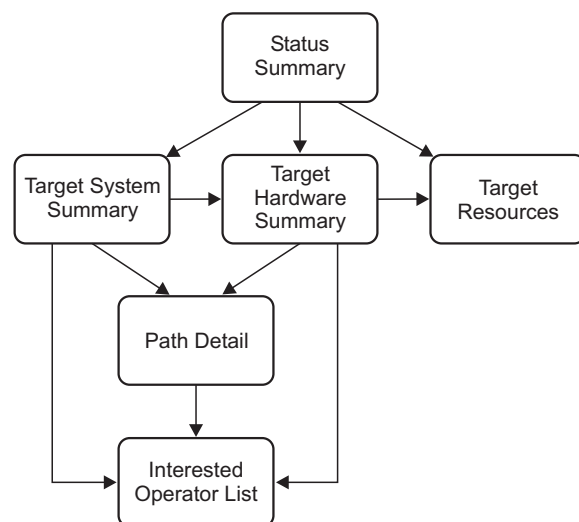 Status
Summary
Target System
Summary
Target
Hardware
Summary
Target
Resources
Path Detail
Interested
Operator List